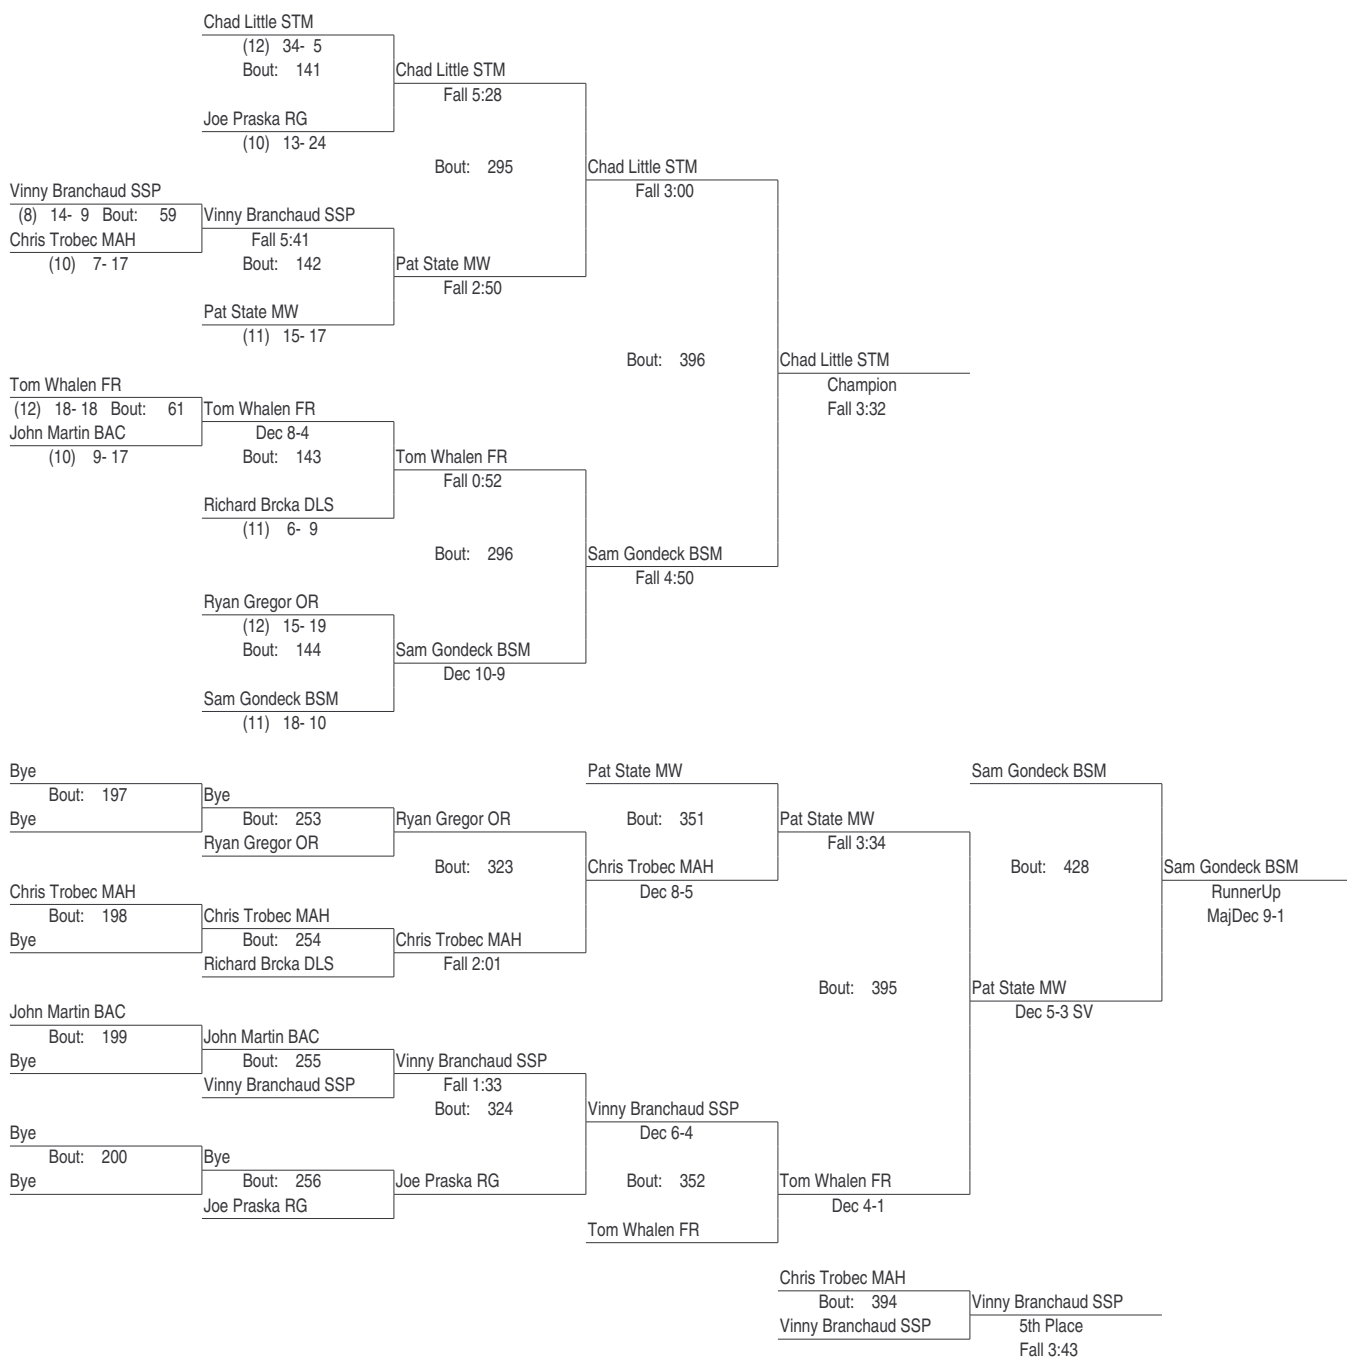 Chad Little STM
(12) 34- 5
Bout: 141
Chad Little STM
Fall 5:28
Joe Praska RG
(10) 13- 24
Bout: 295
Chad Little STM
Fall 3:00
Vinny Branchaud SSP
(8) 14- 9 Bout: 59
Vinny Branchaud SSP
Chris Trobec MAH
Fall 5:41
(10) 7- 17
Bout: 142
Pat State MW
Fall 2:50
Pat State MW
(11) 15- 17
Bout: 396
Chad Little STM
Champion
Fall 3:32
Tom Whalen FR
(12) 18- 18 Bout: 61
Tom Whalen FR
John Martin BAC
Dec 8-4
(10) 9- 17
Bout: 143
Tom Whalen FR
Fall 0:52
Richard Brcka DLS
(11) 6- 9
Bout: 296
Sam Gondeck BSM
Fall 4:50
Ryan Gregor OR
(12) 15- 19
Bout: 144
Sam Gondeck BSM
Dec 10-9
Sam Gondeck BSM
(11) 18- 10
Bye
Pat State MW
Sam Gondeck BSM
Bout: 197
Bye
Bye
Bout: 253
Ryan Gregor OR
Bout: 351
Pat State MW
Ryan Gregor OR
Fall 3:34
Bout: 323
Chris Trobec MAH
Bout: 428
Sam Gondeck BSM
Chris Trobec MAH
Dec 8-5
RunnerUp
Bout: 198
Chris Trobec MAH
MajDec 9-1
Bye
Bout: 254
Chris Trobec MAH
Richard Brcka DLS
Fall 2:01
Bout: 395
Pat State MW
John Martin BAC
Dec 5-3 SV
Bout: 199
John Martin BAC
Bye
Bout: 255
Vinny Branchaud SSP
Vinny Branchaud SSP
Fall 1:33
Bout: 324
Vinny Branchaud SSP
Bye
Dec 6-4
Bout: 200
Bye
Bye
Bout: 256
Joe Praska RG
Bout: 352
Tom Whalen FR
Joe Praska RG
Dec 4-1
Tom Whalen FR
Chris Trobec MAH
Bout: 394
Vinny Branchaud SSP
Vinny Branchaud SSP
5th Place
Fall 3:43